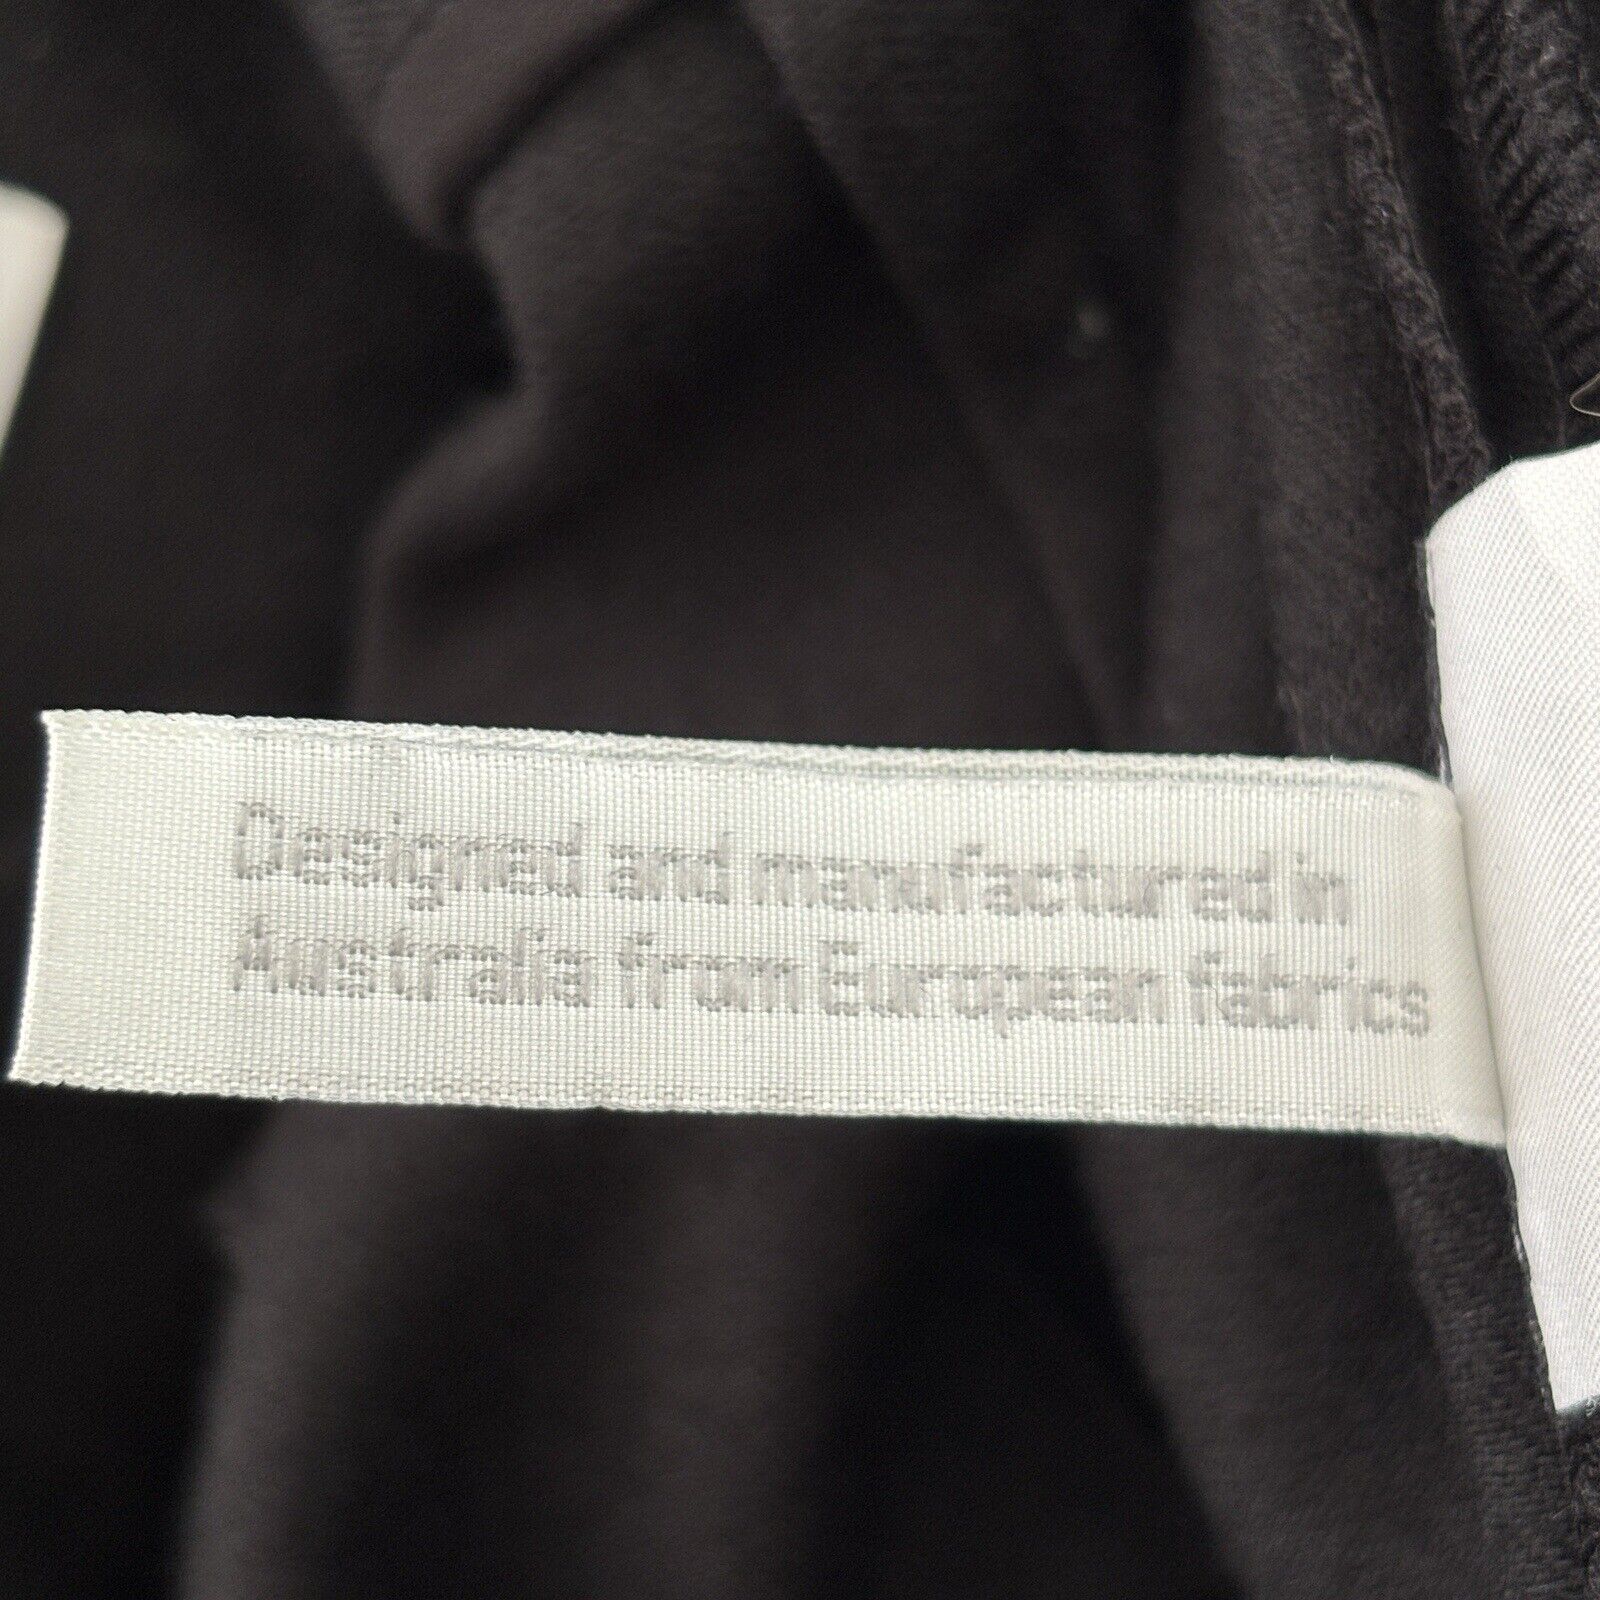 Designed and manufactured in
Australia from European fabrics